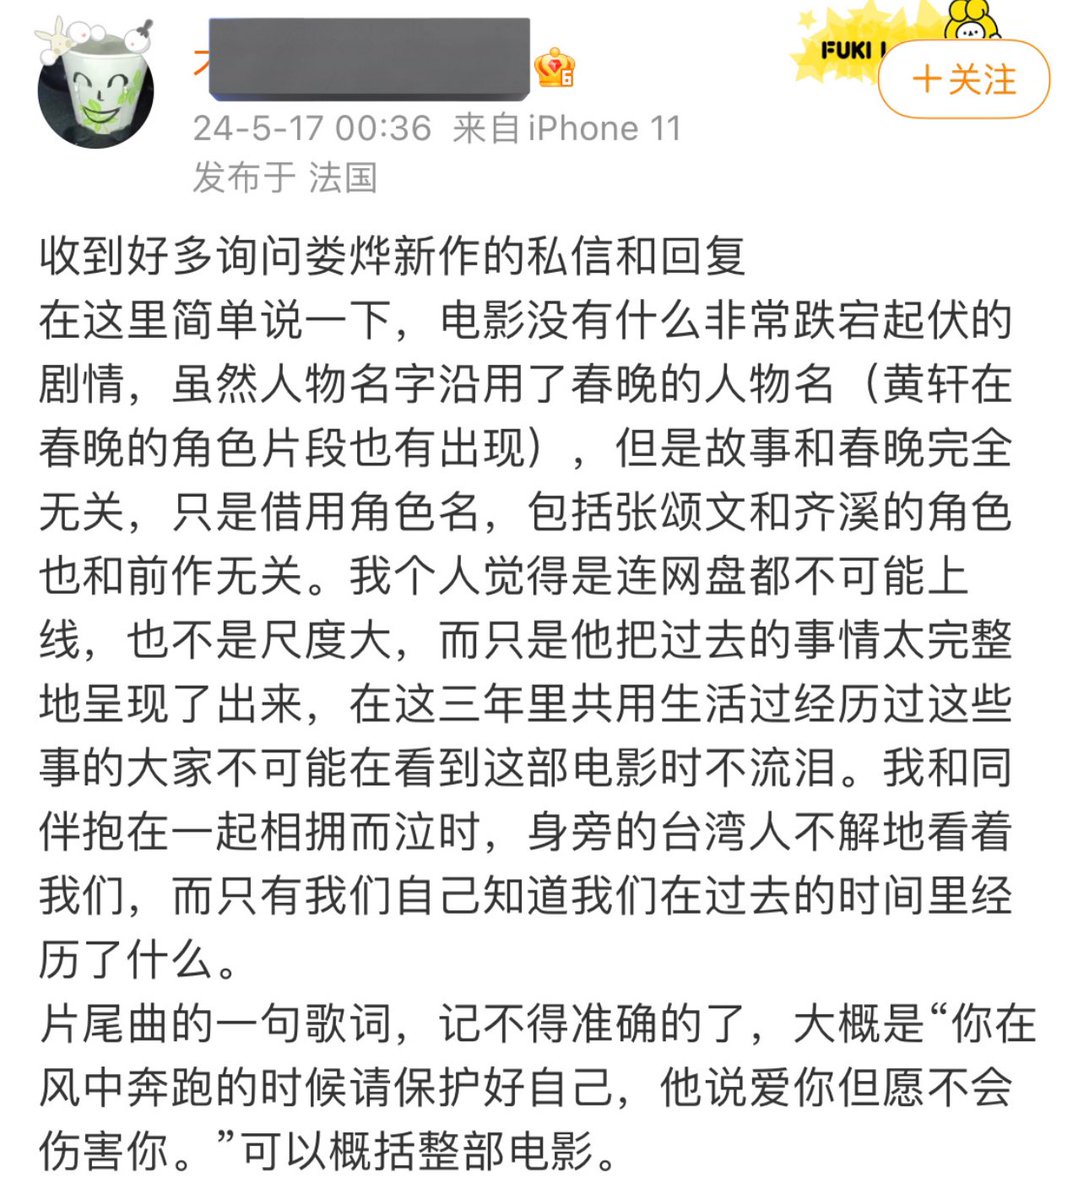 FUKI
＋关注
6
24-5-17 00:36 来自iPhone 11
发布于 法国
收到好多询问娄烨新作的私信和回复
在这里简单说一下，电影没有什么非常跌宕起伏的
剧情，虽然人物名字沿用了春晚的人物名（黄轩在
春晚的角色片段也有出现），但是故事和春晚完全
无关，只是借用角色名，包括张颂文和齐溪的角色
也和前作无关。我个人觉得是连网盘都不可能上
线，也不是尺度大，而只是他把过去的事情太完整
地呈现了出来，在这三年里共用生活过经历过这些
事的大家不可能在看到这部电影时不流泪。我和同
伴抱在一起相拥而泣时，身旁的台湾人不解地看着
我们，而只有我们自己知道我们在过去的时间里经
历了什么。
片尾曲的一句歌词，记不得准确的了，大概是“你在
风中奔跑的时候请保护好自己，他说爱你但愿不会
伤害你。”可以概括整部电影。